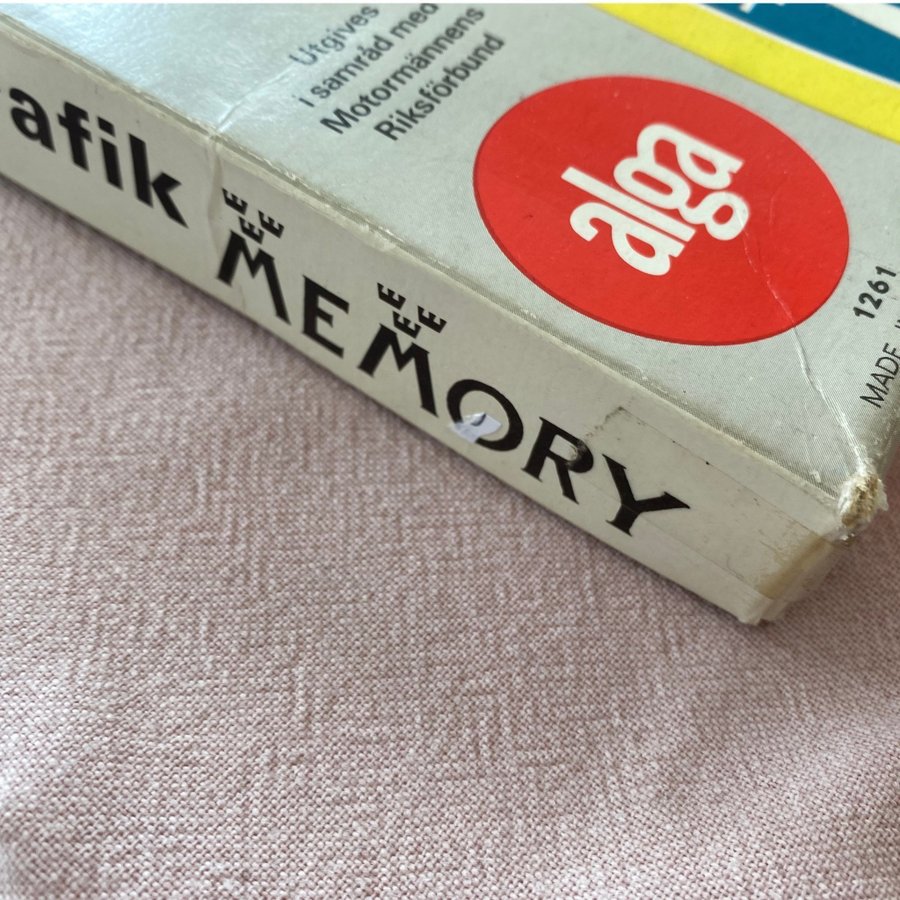 Utgives
i samråd med
Motormännens
Riksförbund
alga
1261
MADE
afik MEMORY